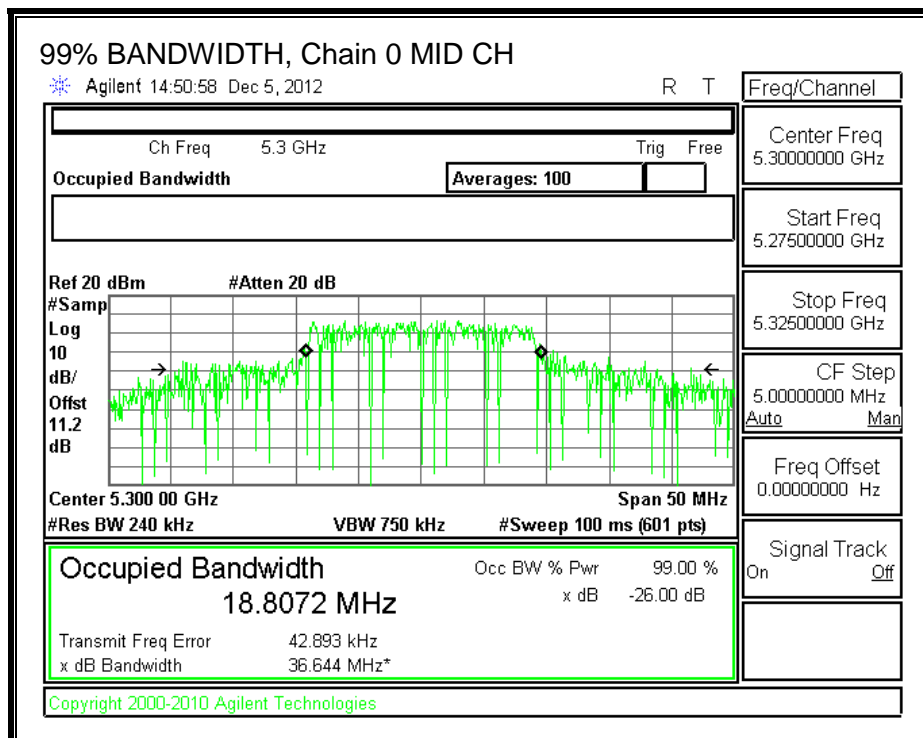 99% BANDWIDTH, Chain 0 MID CH
Agilent 14:50:58 Dec 5, 2012 R T
Freq/Channel
Ch Freq 5.3 GHz Trig Free
Occupied Bandwidth Averages: 100
Center Freq
5.30000000 GHz
Start Freq
5.27500000 GHz
Stop Freq
5.32500000 GHz
CF Step
5.00000000 MHz
Auto Man
Freq Offset
0.00000000 Hz
Signal Track
On Off
Ref 20 dBm #Atten 20 dB
#Samp
Log
10
dB/
Offst
11.2
dB
Center 5.300 00 GHz Span 50 MHz
#Res BW 240 kHz VBW 750 kHz #Sweep 100 ms (601 pts)
Occupied Bandwidth Occ BW % Pwr 99.00 %
18.8072 MHz x dB -26.00 dB
Transmit Freq Error 42.893 kHz
x dB Bandwidth 36.644 MHz*
Copyright 2000-2010 Agilent Technologies